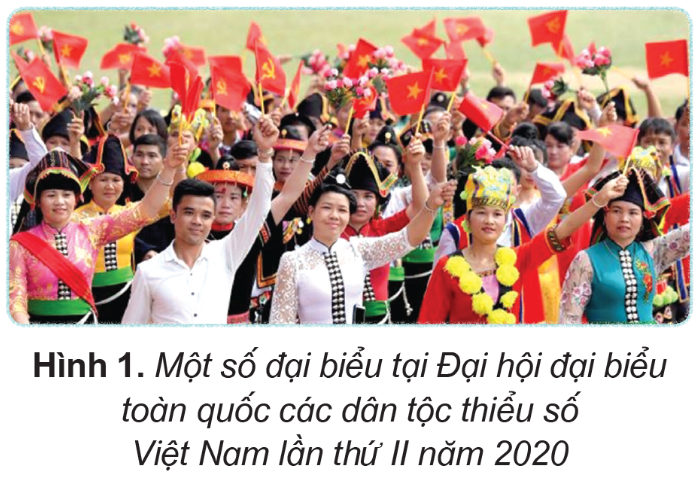 Hình 1. Một số đại biểu tại Đại hội đại biểu
toàn quốc các dân tộc thiểu số
Việt Nam lần thứ II năm 2020